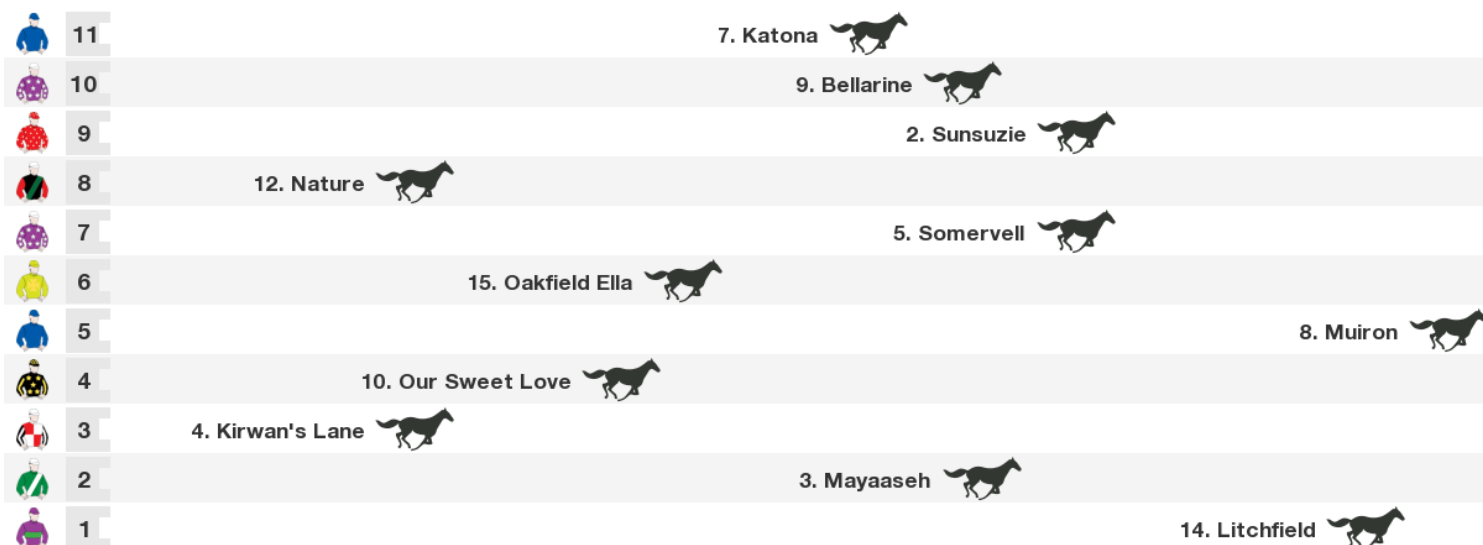 11 7. Katona
10 9. Bellarine
9 2. Sunsuzie
8 12. Nature
7 5. Somervell
6 15. Oakfield Ella
5 8. Muiron
4 10. Our Sweet Love
3 4. Kirwan's Lane
2 3. Mayaaseh
1 14. Litchfield